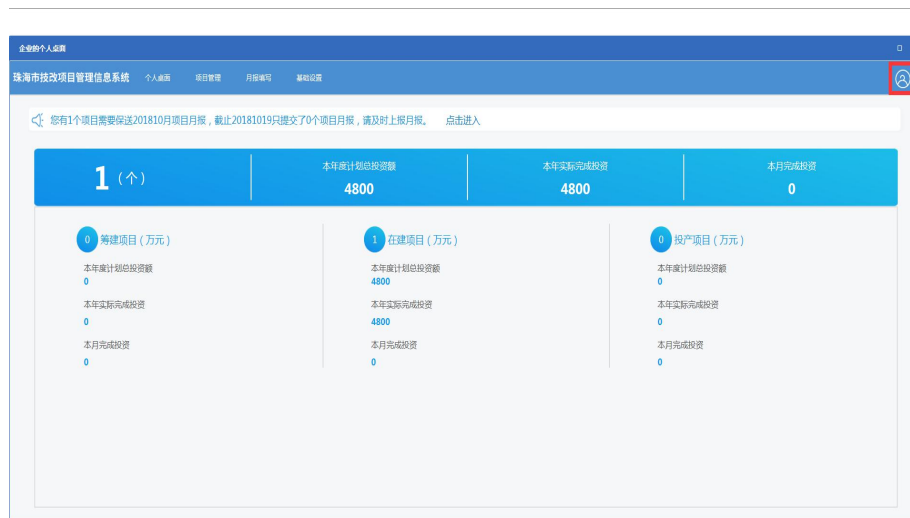 企业的个人桌面
珠海市技改项目管理信息系统 个人桌面 项目管理 月报填写 基础设置
您有1个项目需要保送201810月项目月报，截止20181019只提交了0个项目月报，请及时上报月报。 点击进入
1（个）
本年度计划总投资额
4800
本年实际完成投资
4800
本月完成投资
0
0 筹建项目（万元）
本年度计划总投资额
0
本年实际完成投资
0
本月完成投资
0
1 在建项目（万元）
本年度计划总投资额
4800
本年实际完成投资
4800
本月完成投资
0
0 投产项目（万元）
本年度计划总投资额
0
本年实际完成投资
0
本月完成投资
0